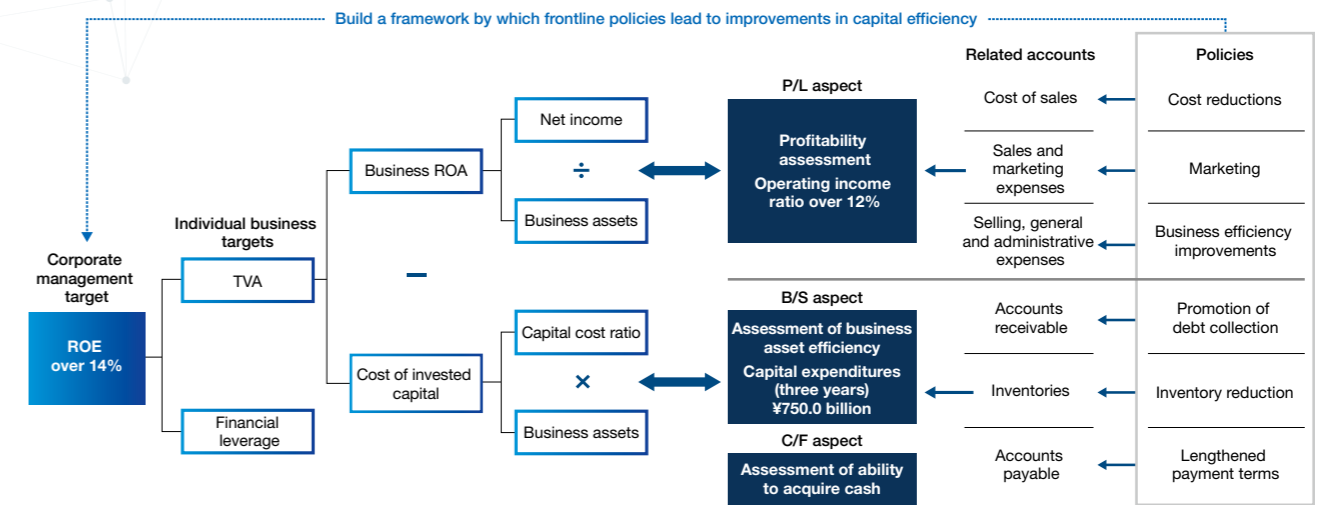 Build a framework by which frontline policies lead to improvements in capital efficiency
Corporate
management
target
ROE
over 14%
Individual business
targets
TVA
Financial
leverage
Business ROA
−
Cost of invested
capital
Net income
÷
Business assets
Capital cost ratio
×
Business assets
P/L aspect
Profitability
assessment
Operating income
ratio over 12%
B/S aspect
Assessment of business
asset efficiency
Capital expenditures
(three years)
¥750.0 billion
C/F aspect
Assessment of ability
to acquire cash
Related accounts
Cost of sales
Sales and
marketing
expenses
Selling, general
and administrative
expenses
Accounts
receivable
Inventories
Accounts
payable
Policies
Cost reductions
Marketing
Business efficiency
improvements
Promotion of
debt collection
Inventory reduction
Lengthened
payment terms